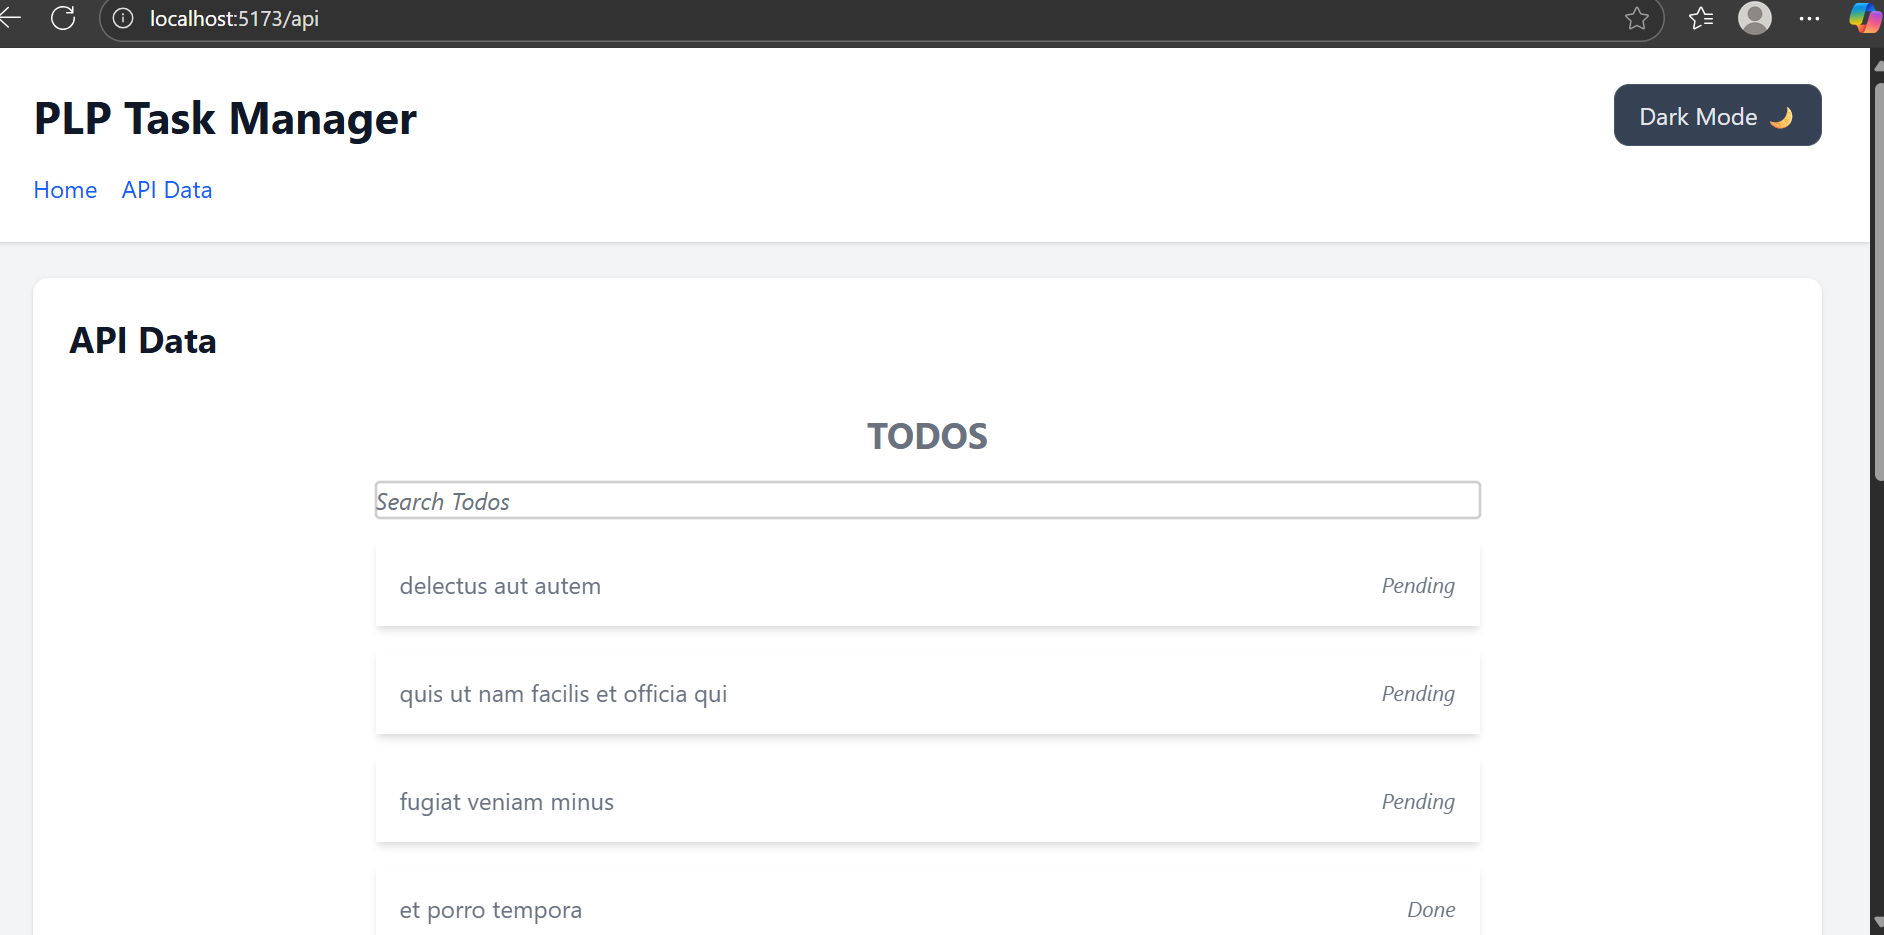 localhost:5173/api
PLP Task Manager
Dark Mode 🌙
Home API Data
API Data
TODOS
Search Todos
delectus aut autem Pending
quis ut nam facilis et officia qui Pending
fugiat veniam minus Pending
et porro tempora Done